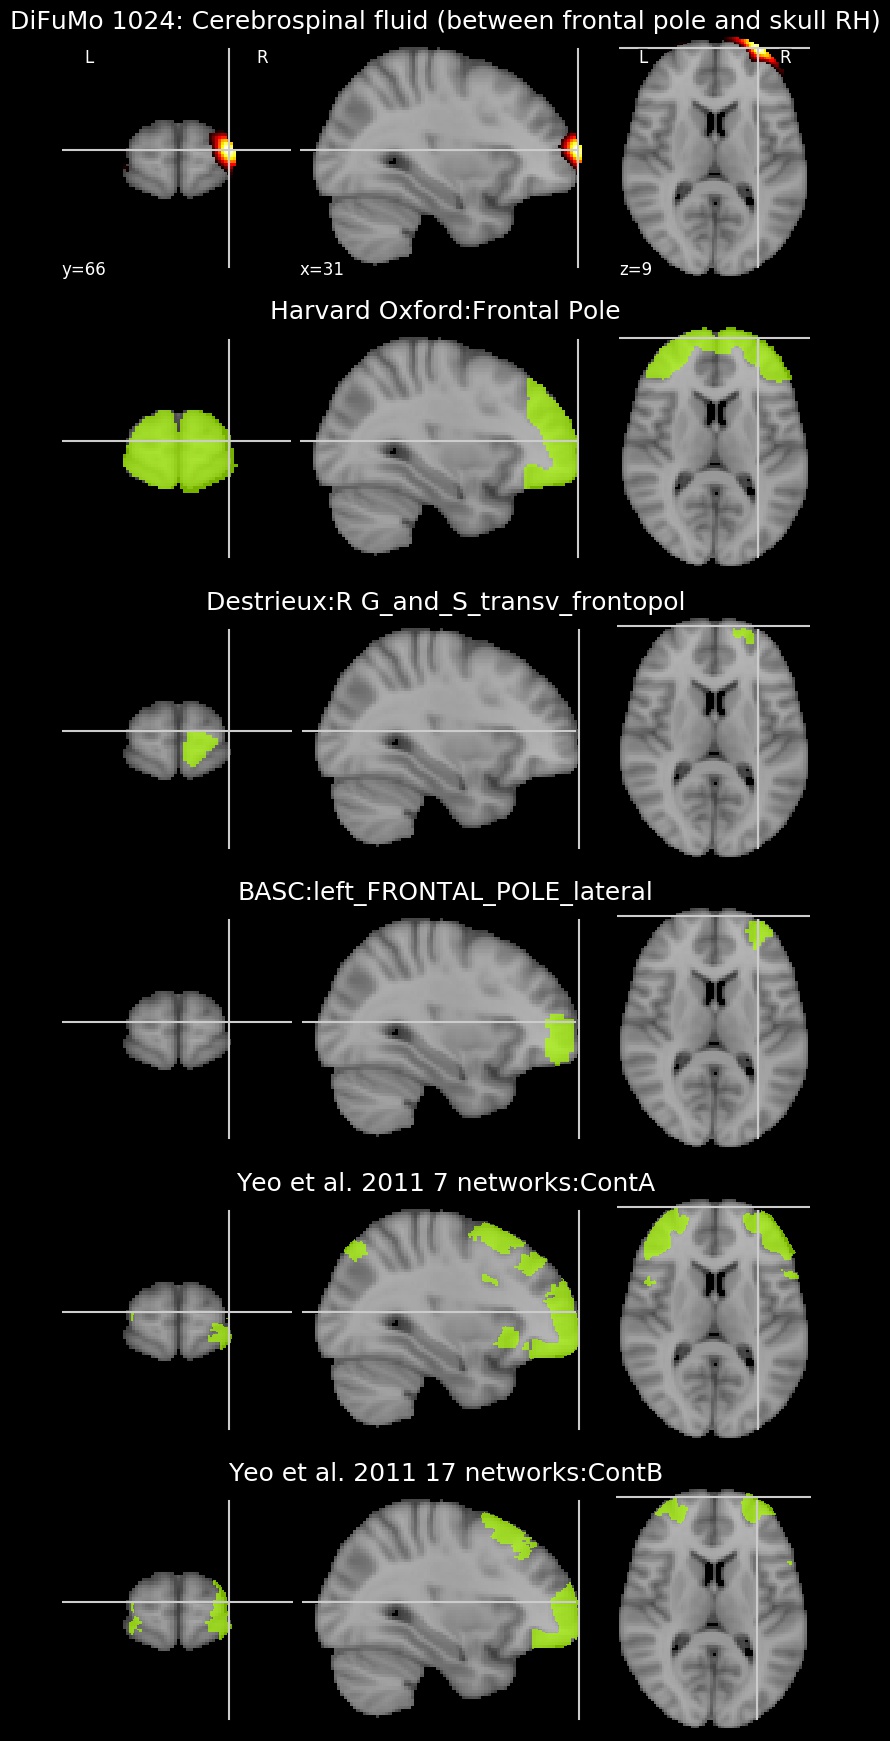 DiFuMo 1024: Cerebrospinal fluid (between frontal pole and skull RH)
L R L R
y=66 x=31 z=9
Harvard Oxford:Frontal Pole
Destrieux:R G_and_S_transv_frontopol
BASC:left_FRONTAL_POLE_lateral
Yeo et al. 2011 7 networks:ContA
Yeo et al. 2011 17 networks:ContB